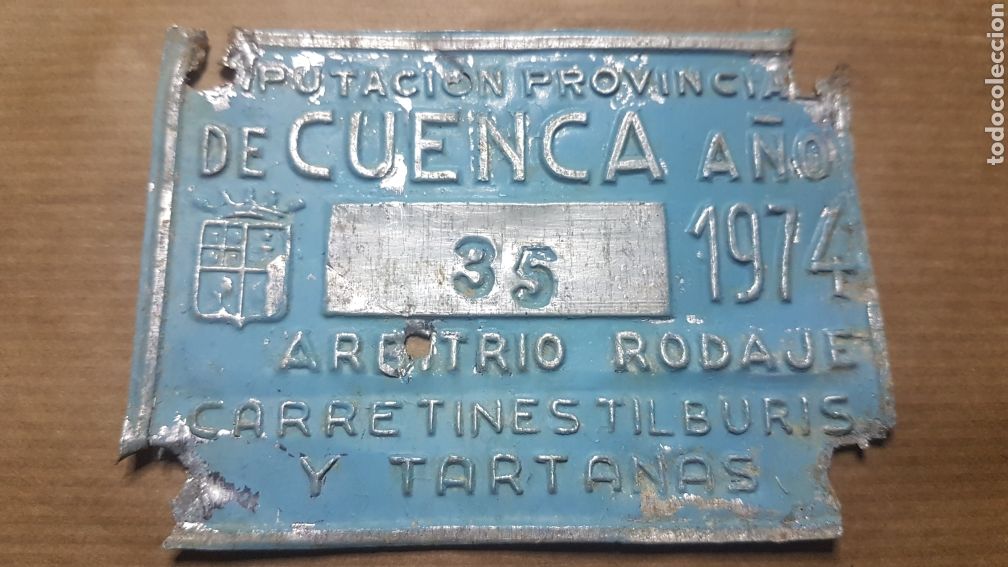 PUTACION PROVINCIAL
DE CUENCA AÑO
35
1974
ARBITRIO RODAJE
CARRETINES TILBURIS
Y TARTANAS
todocoleccion